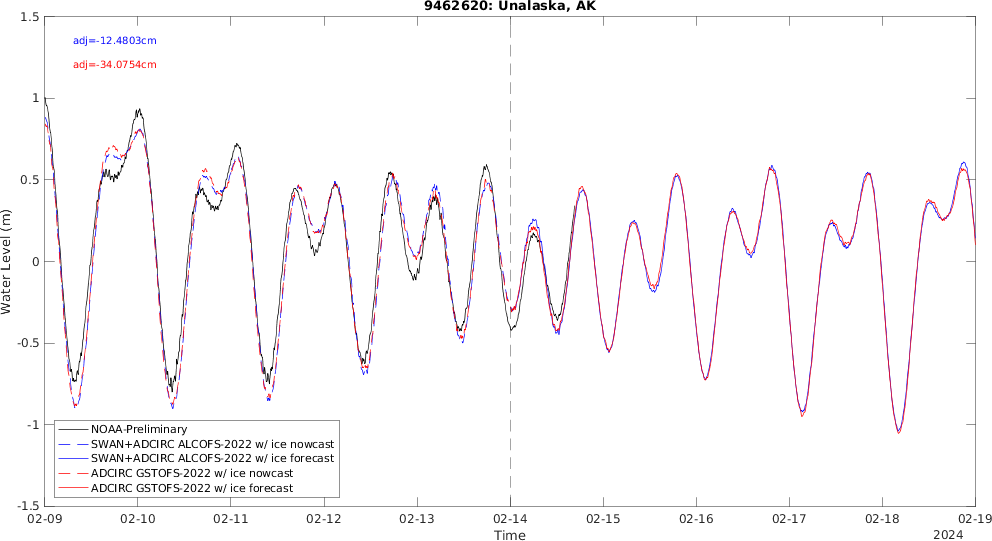 9462620: Unalaska, AK
adj=-12.4803cm
adj=-34.0754cm
1.5
1
0.5
0
-0.5
-1
-1.5
Water Level (m)
NOAA-Preliminary
SWAN+ADCIRC ALCOFS-2022 w/ ice nowcast
SWAN+ADCIRC ALCOFS-2022 w/ ice forecast
ADCIRC GSTOFS-2022 w/ ice nowcast
ADCIRC GSTOFS-2022 w/ ice forecast
02-09 02-10 02-11 02-12 02-13 02-14 02-15 02-16 02-17 02-18 02-19
Time
2024